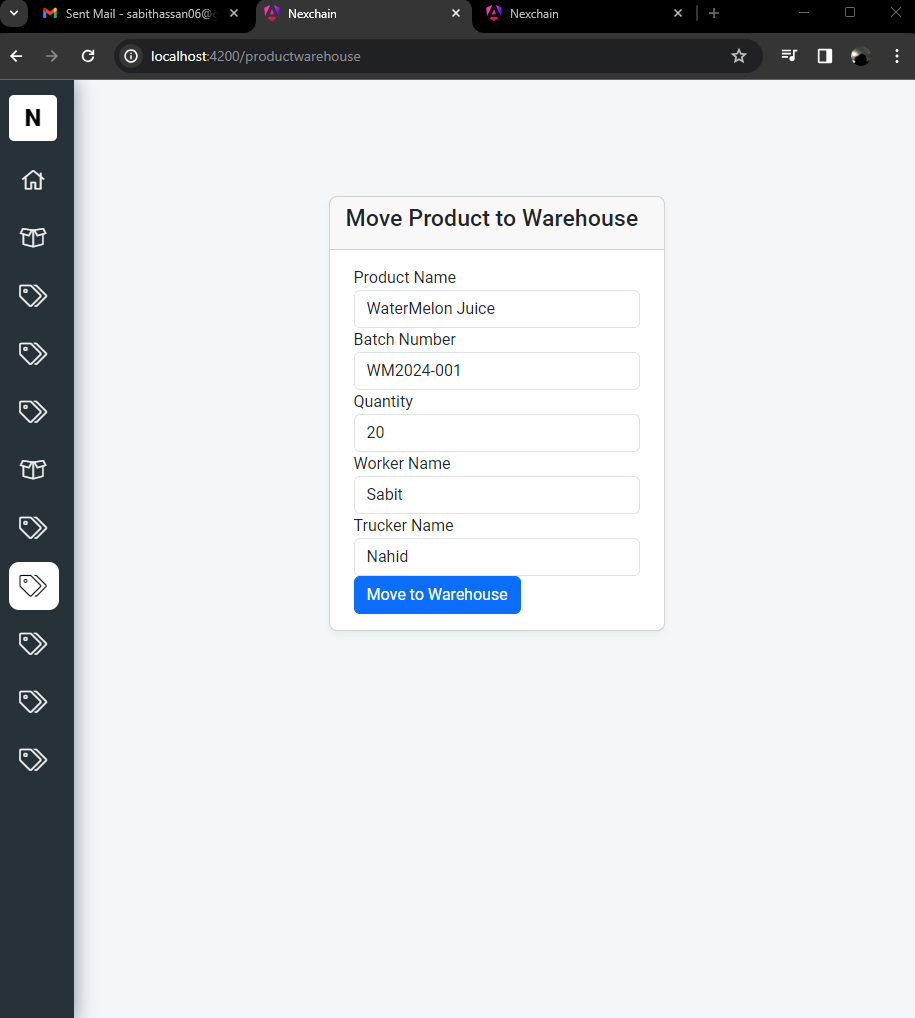 Sent Mail - sabithassan06@
Nexchain
Nexchain
localhost:4200/productwarehouse
N
Move Product to Warehouse
Product Name
WaterMelon Juice
Batch Number
WM2024-001
Quantity
20
Worker Name
Sabit
Trucker Name
Nahid
Move to Warehouse